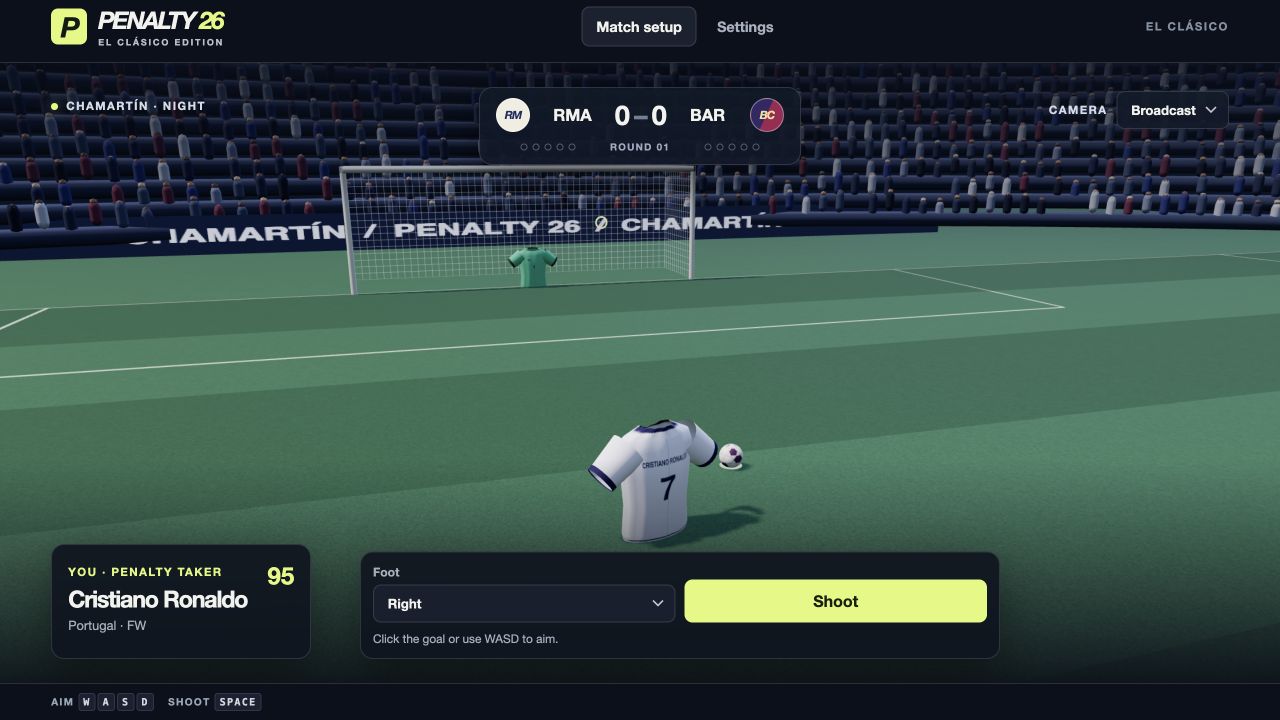 P PENALTY 26
EL CLÁSICO EDITION
Match setup
Settings
EL CLÁSICO
CHAMARTÍN · NIGHT
RM RMA 0–0 BAR BC
ROUND 01
CAMERA Broadcast
CHAMARTÍN / PENALTY 26
CRISTIANO RONALDO
7
YOU · PENALTY TAKER
95
Cristiano Ronaldo
Portugal · FW
Foot
Right
Shoot
Click the goal or use WASD to aim.
AIM W A S D SHOOT SPACE